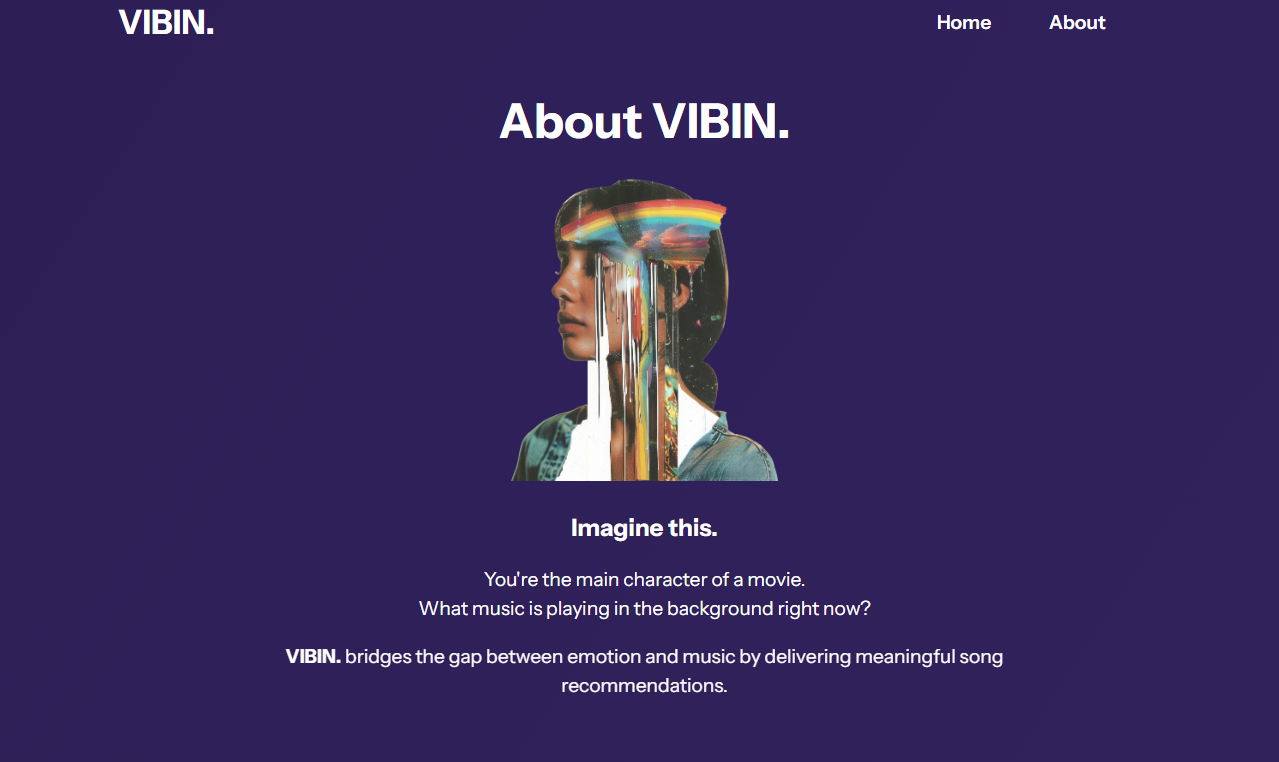 VIBIN.
Home
About
About VIBIN.
Imagine this.
You're the main character of a movie.
What music is playing in the background right now?
VIBIN. bridges the gap between emotion and music by delivering meaningful song
recommendations.